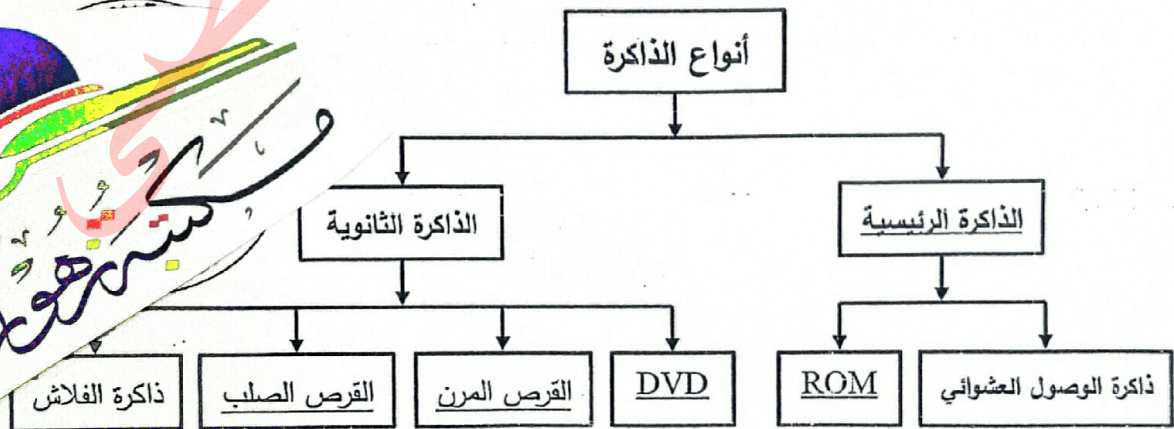 أنواع الذاكرة
الذاكرة الرئيسية
الذاكرة الثانوية
ذاكرة الوصول العشوائي
ROM
DVD
القرص المرن
القرص الصلب
ذاكرة الفلاش